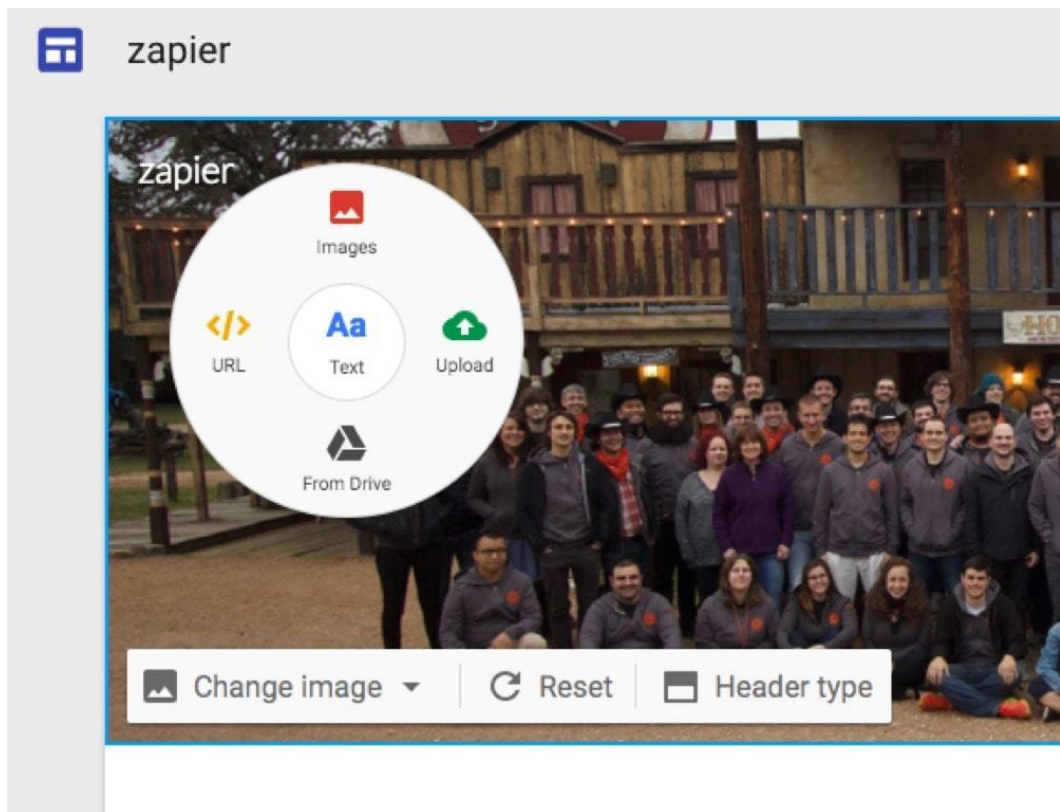 zapier
zapier
Images
</> URL
Aa Text
Upload
From Drive
Change image
Reset
Header type